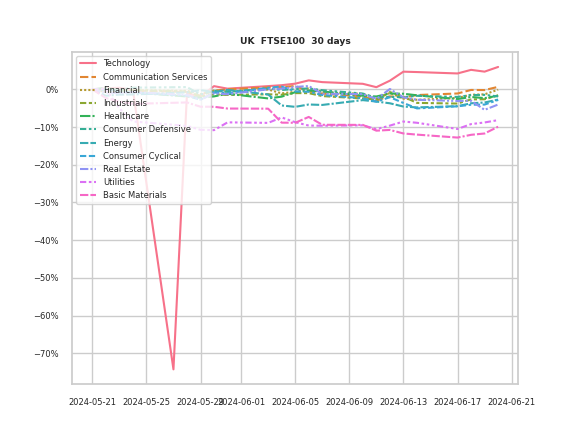 UK  FTSE100  30 days
Technology
Communication Services
Financial
Industrials
Healthcare
Consumer Defensive
Energy
Consumer Cyclical
Real Estate
Utilities
Basic Materials
0%
−10%
−20%
−30%
−40%
−50%
−60%
−70%
2024-05-21 2024-05-25 2024-05-29 2024-06-01 2024-06-05 2024-06-09 2024-06-13 2024-06-17 2024-06-21